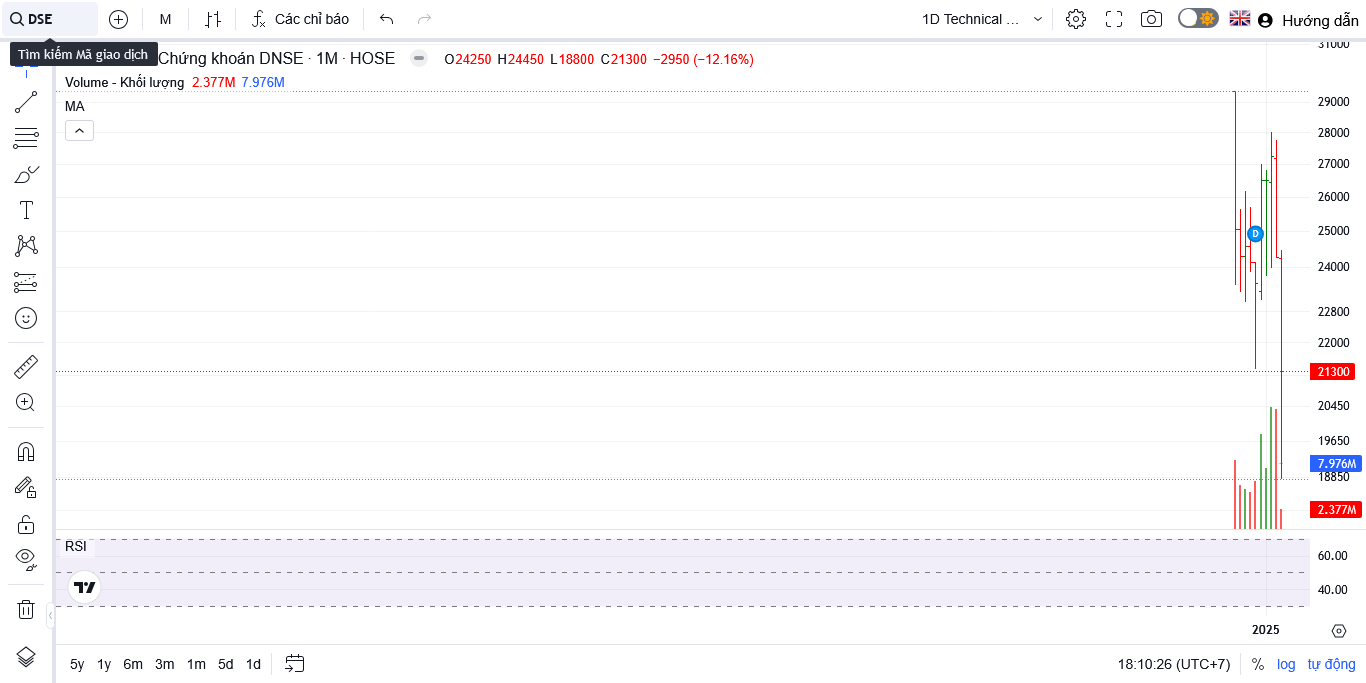 DSE
M
Các chỉ báo
1D Technical ...
Hướng dẫn
Tìm kiếm Mã giao dịch
Chứng khoán DNSE · 1M · HOSE
O24250 H24450 L18800 C21300 −2950 (−12.16%)
Volume - Khối lượng 2.377M 7.976M
MA
D
31000
29000
28000
27000
26000
25000
24000
22800
22000
21300
20450
19650
7.976M
18850
2.377M
RSI
60.00
40.00
2025
5y 1y 6m 3m 1m 5d 1d
18:10:26 (UTC+7)
% log tự động